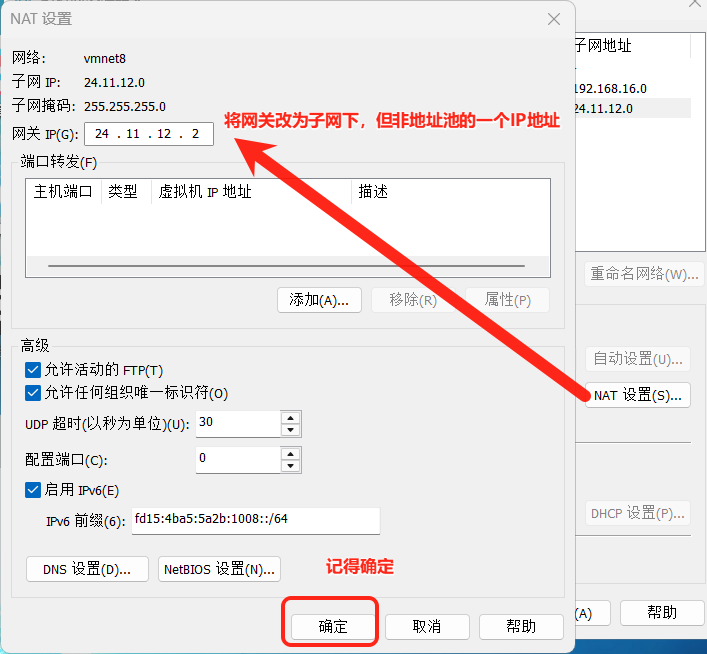 NAT 设置
网络: vmnet8
子网 IP: 24.11.12.0
子网掩码: 255.255.255.0
网关 IP(G): 24 . 11 . 12 . 2
将网关改为子网下，但非地址池的一个IP地址
端口转发(F)
主机端口 类型 虚拟机 IP 地址 描述
添加(A)... 移除(R) 属性(P)
高级
允许活动的 FTP(T)
允许任何组织唯一标识符(O)
UDP 超时(以秒为单位)(U): 30
配置端口(C): 0
启用 IPv6(E)
IPv6 前缀(6): fd15:4ba5:5a2b:1008::/64
DNS 设置(D)... NetBIOS 设置(N)...
记得确定
确定 取消 帮助
子网地址
192.168.16.0
24.11.12.0
重命名网络(W)...
自动设置(U)...
NAT 设置(S)...
DHCP 设置(P)...
(A) 帮助